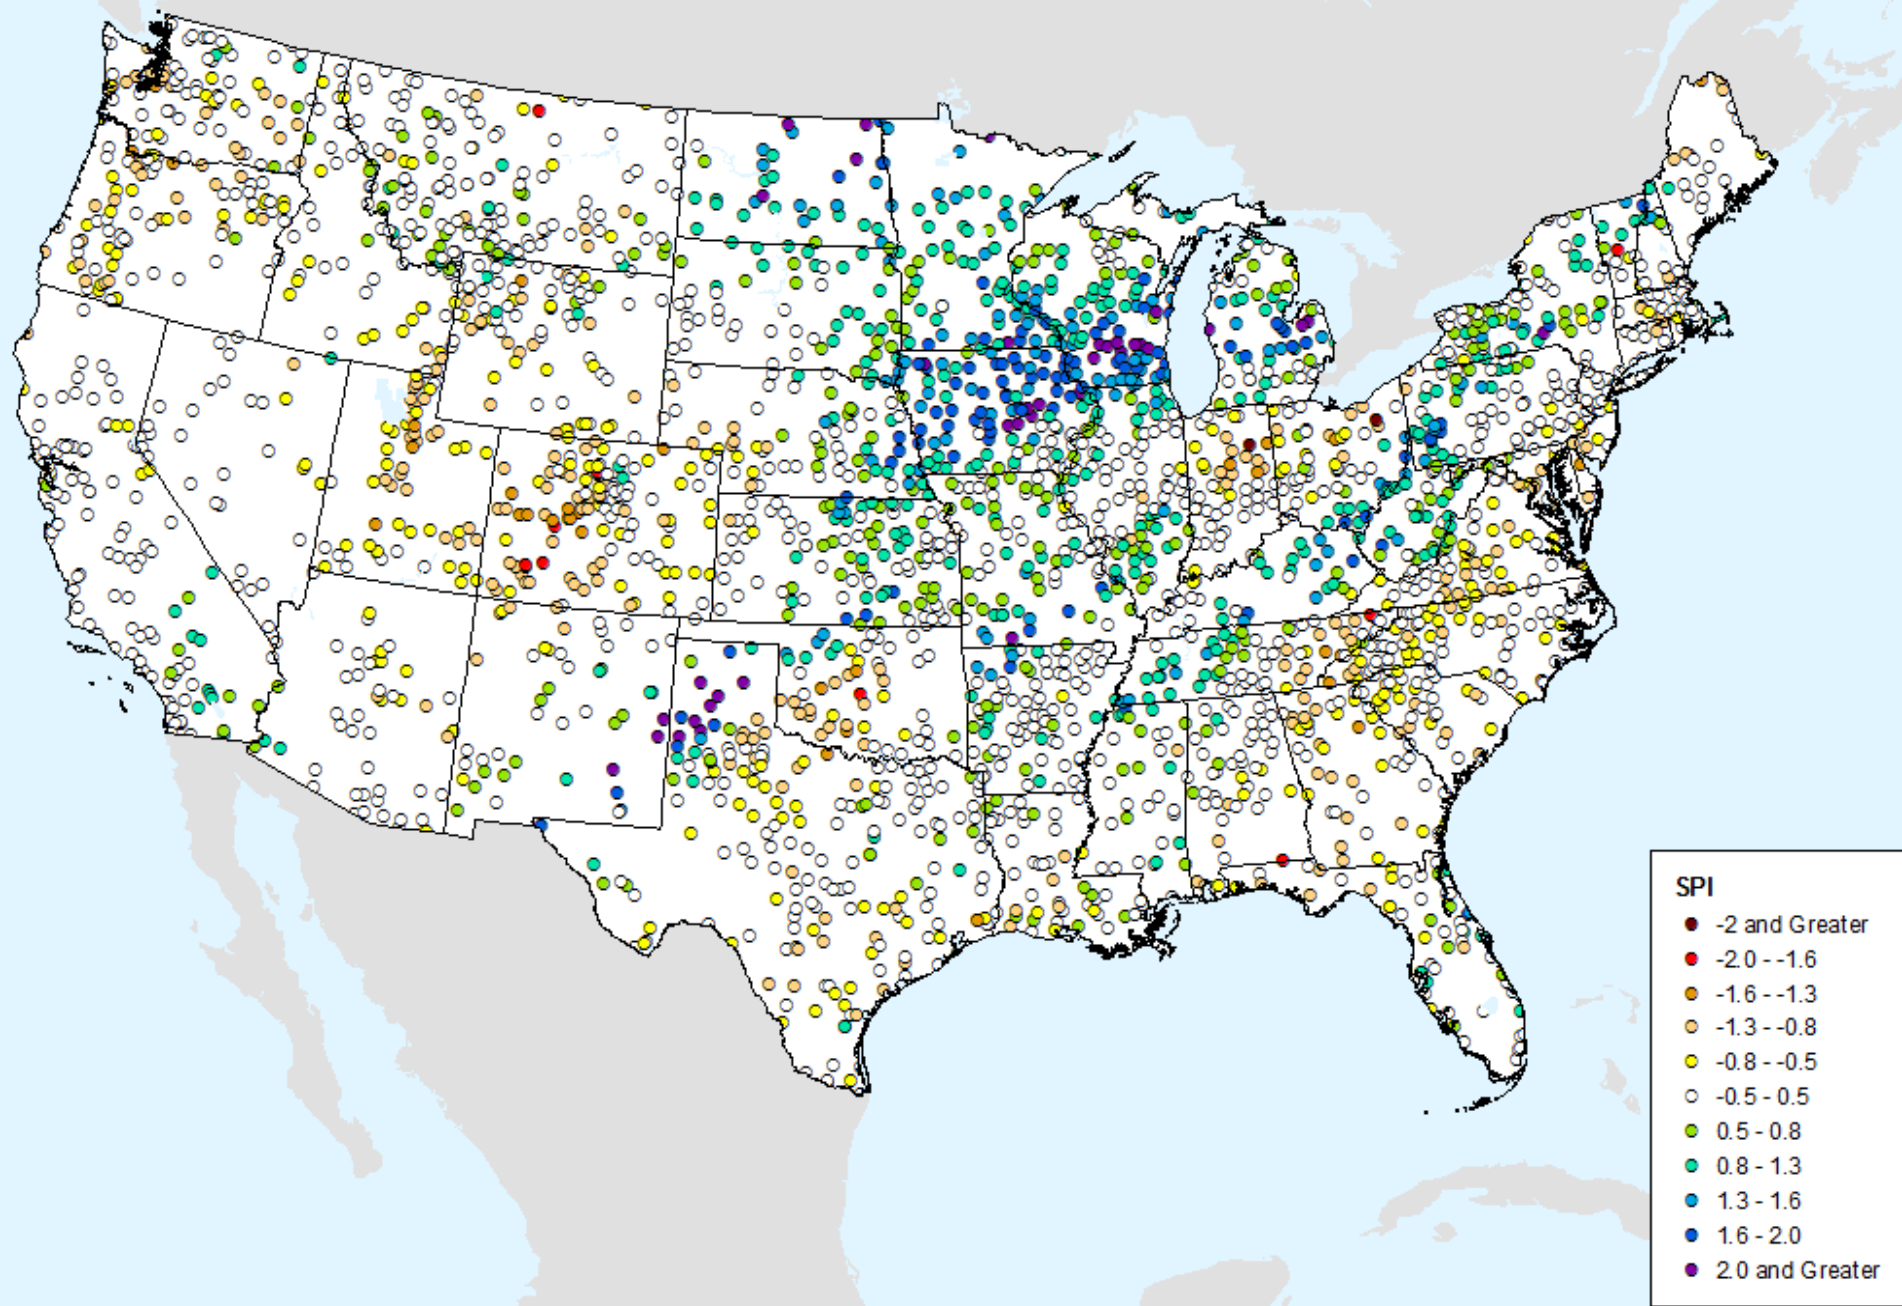 SPI
-2 and Greater
-2.0 - -1.6
-1.6 - -1.3
-1.3 - -0.8
-0.8 - -0.5
-0.5 - 0.5
0.5 - 0.8
0.8 - 1.3
1.3 - 1.6
1.6 - 2.0
2.0 and Greater